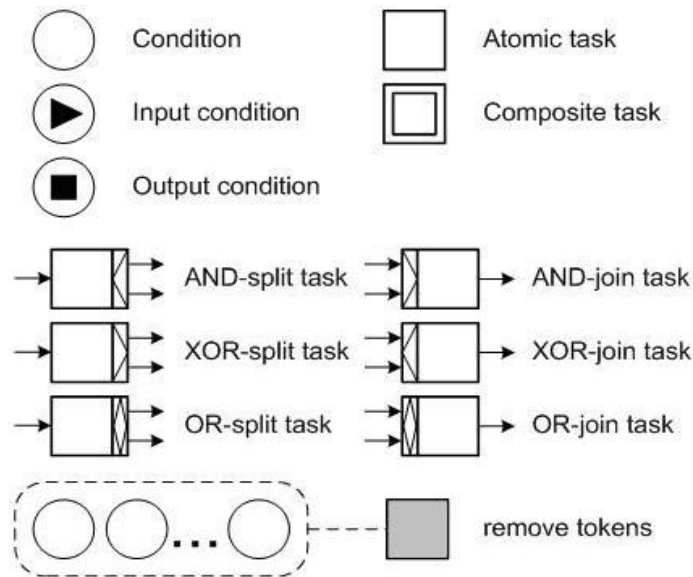 Condition
Atomic task
Input condition
Composite task
Output condition
AND-split task
AND-join task
XOR-split task
XOR-join task
OR-split task
OR-join task
...
remove tokens